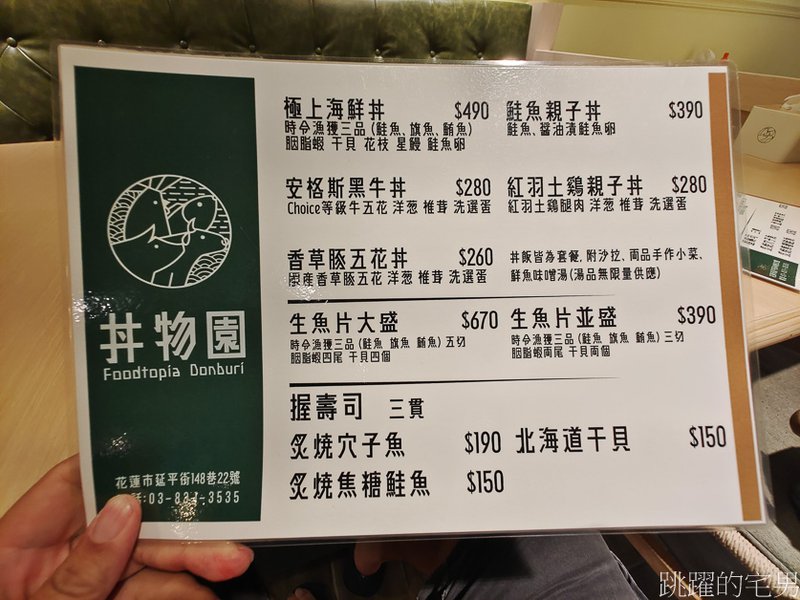 極上海鮮丼 $490
時令漁獲三品(鮭魚、旗魚、鮪魚)
胭脂蝦 干貝 花枝 星鰻 鮭魚卵
鮭魚親子丼 $390
鮭魚、醬油漬鮭魚卵
安格斯黑牛丼 $280
Choice等級牛五花 洋葱 椎茸 洗選蛋
紅羽土鷄親子丼 $280
紅羽土鷄腿肉 洋葱 椎茸 洗選蛋
香草豚五花丼 $260
國產香草豚五花 洋葱 椎茸 洗選蛋
丼飯皆為套餐，附沙拉、兩品手作小菜、
鮮魚味噌湯(湯品無限量供應)
生魚片大盛 $670
時令漁獲三品(鮭魚 旗魚 鮪魚)五切
胭脂蝦四尾 干貝四個
生魚片並盛 $390
時令漁獲三品(鮭魚 旗魚 鮪魚)三切
胭脂蝦兩尾 干貝兩個
握壽司 三貫
炙燒穴子魚 $190
北海道干貝 $150
炙燒焦糖鮭魚 $150
丼物園
Foodtopia Donburi
花蓮市延平街148巷22號
話:03-834-3535
跳躍的宅男